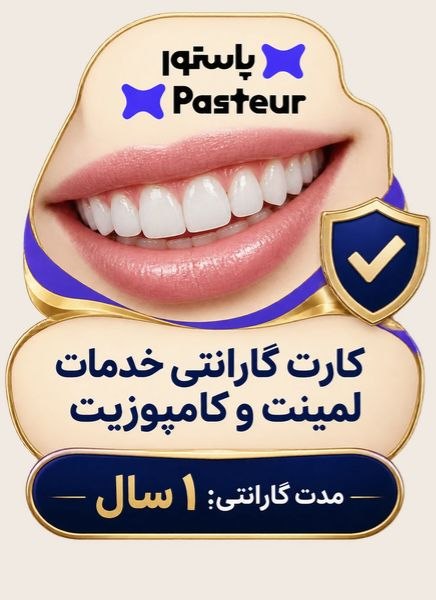 پاستور
Pasteur
کارت گارانتی خدمات
لمینت و کامپوزیت
مدت گارانتی: ۱ سال